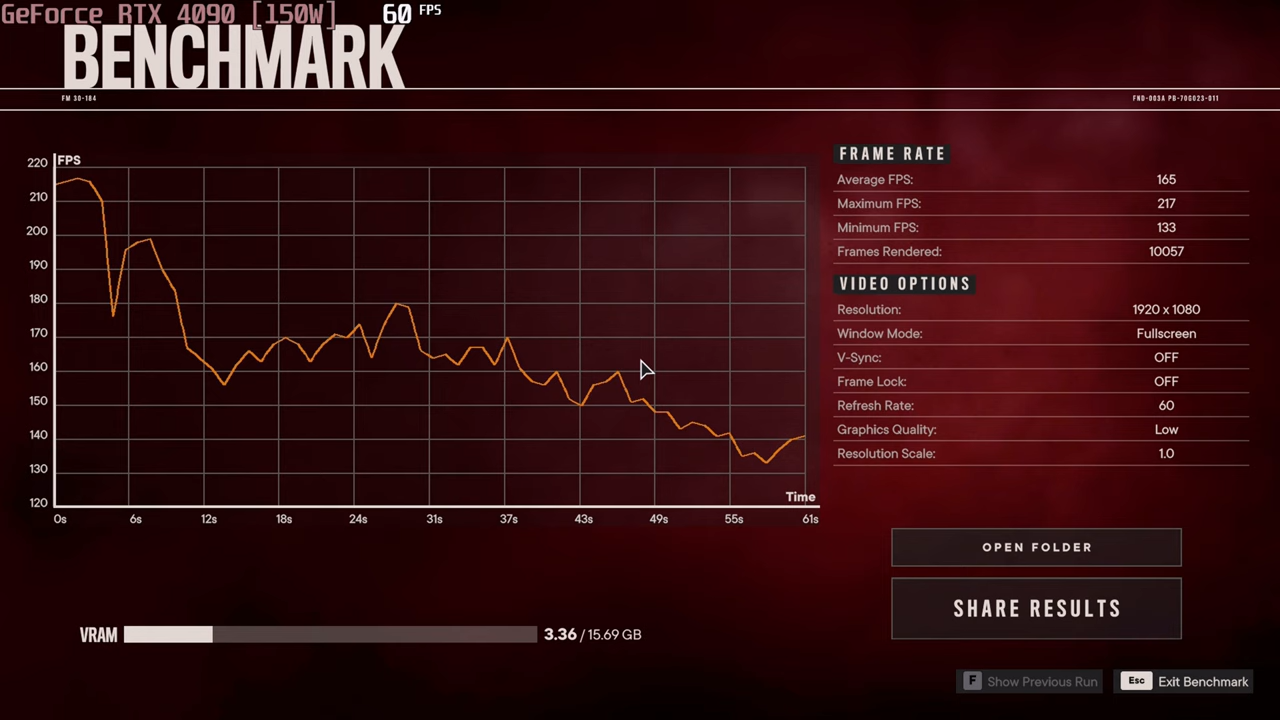 GeForce RTX 4090 [150W] 60 FPS
BENCHMARK
FM 30-184
FND-003A PB-70G023-011
FPS
220
210
200
190
180
170
160
150
140
130
120
Time
0s 6s 12s 18s 24s 31s 37s 43s 49s 55s 61s
VRAM 3.36 / 15.69 GB
FRAME RATE
Average FPS: 165
Maximum FPS: 217
Minimum FPS: 133
Frames Rendered: 10057
VIDEO OPTIONS
Resolution: 1920 x 1080
Window Mode: Fullscreen
V-Sync: OFF
Frame Lock: OFF
Refresh Rate: 60
Graphics Quality: Low
Resolution Scale: 1.0
OPEN FOLDER
SHARE RESULTS
F Show Previous Run
Esc Exit Benchmark